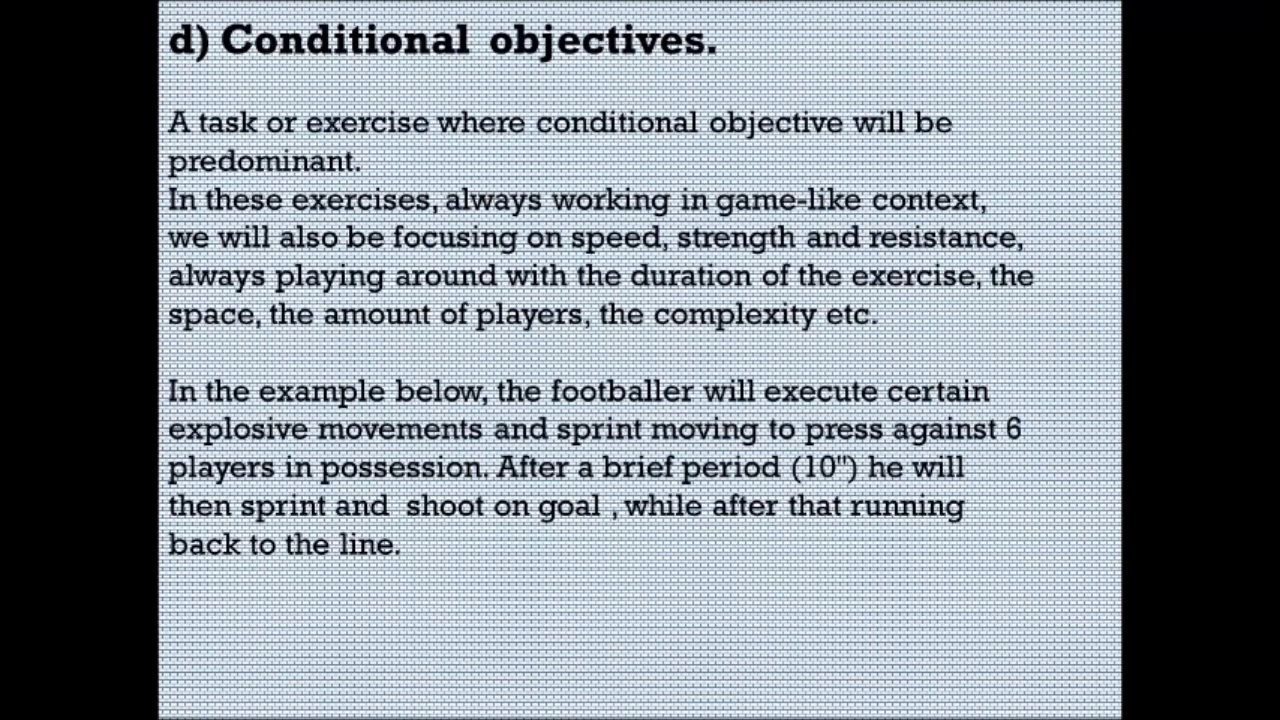 d) Conditional objectives.
A task or exercise where conditional objective will be
predominant.
In these exercises, always working in game-like context,
we will also be focusing on speed, strength and resistance,
always playing around with the duration of the exercise, the
space, the amount of players, the complexity etc.
In the example below, the footballer will execute certain
explosive movements and sprint moving to press against 6
players in possession. After a brief period (10") he will
then sprint and shoot on goal , while after that running
back to the line.